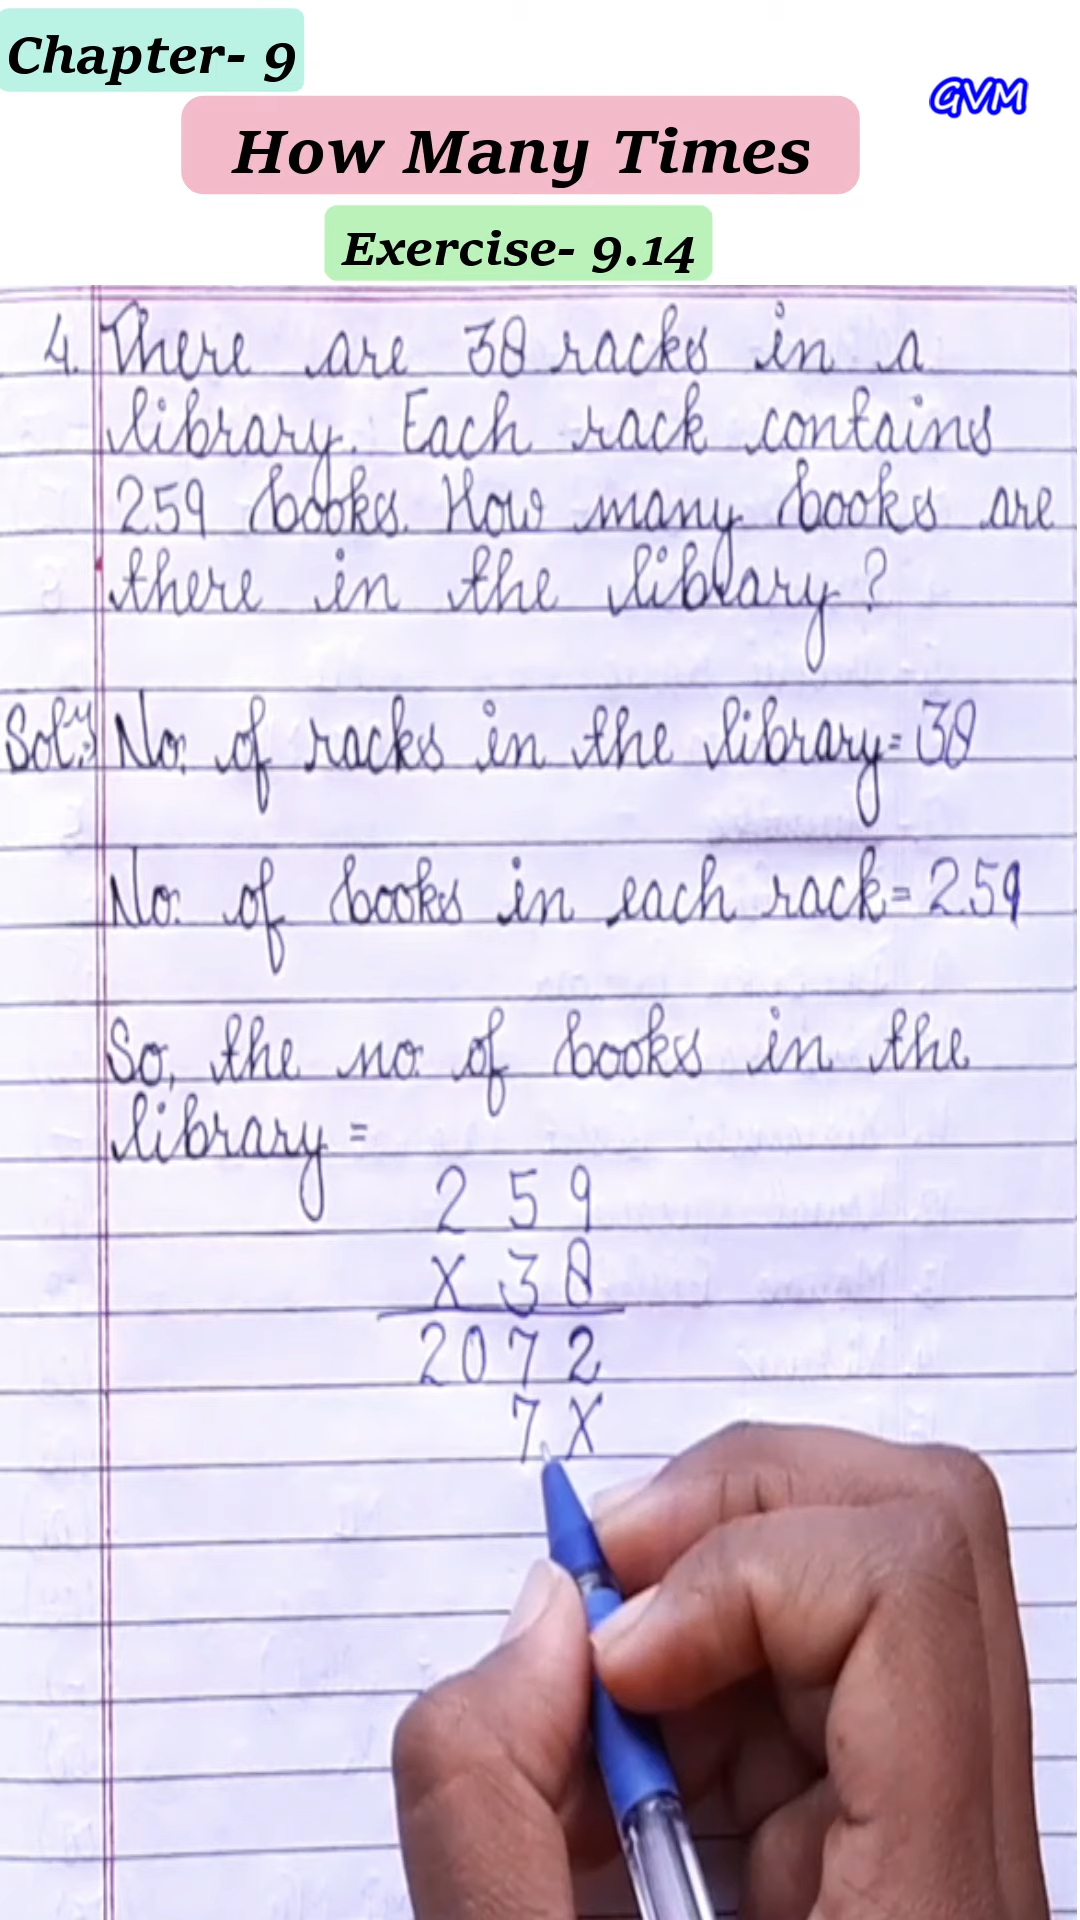 Chapter- 9
GVM
How Many Times
Exercise- 9.14
4. There are 38 racks in a
library. Each rack contains
259 books. How many books are
there in the library?
Solⁿ: No. of racks in the library = 38
No. of books in each rack = 259
So, the no. of books in the
library =
2 5 9
X 3 8
2 0 7 2
7 X